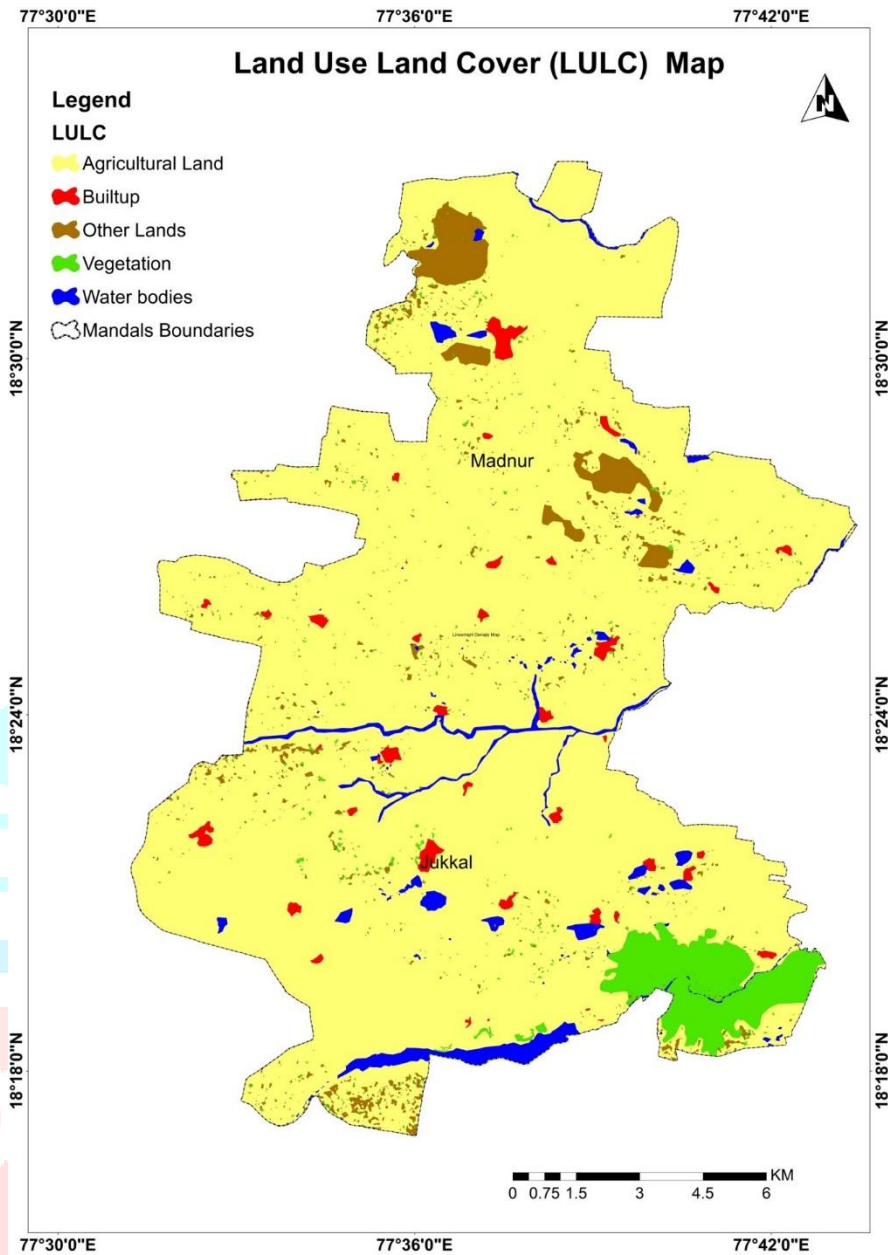 77°30'0"E 77°36'0"E 77°42'0"E
Land Use Land Cover (LULC) Map
Legend
N
LULC
Agricultural Land
Builtup
Other Lands
Vegetation
Water bodies
Mandals Boundaries
18°30'0"N 18°30'0"N
Madnur
Lineament Density Map
18°24'0"N 18°24'0"N
Jukkal
18°18'0"N 18°18'0"N
KM
0 0.75 1.5 3 4.5 6
77°30'0"E 77°36'0"E 77°42'0"E